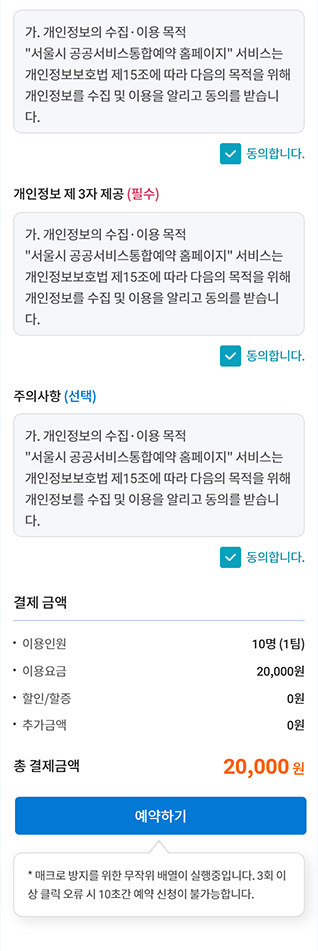 가. 개인정보의 수집·이용 목적
"서울시 공공서비스통합예약 홈페이지" 서비스는
개인정보보호법 제15조에 따라 다음의 목적을 위해
개인정보를 수집 및 이용을 알리고 동의를 받습니
다.
동의합니다.
개인정보 제 3자 제공 (필수)
가. 개인정보의 수집·이용 목적
"서울시 공공서비스통합예약 홈페이지" 서비스는
개인정보보호법 제15조에 따라 다음의 목적을 위해
개인정보를 수집 및 이용을 알리고 동의를 받습니
다.
동의합니다.
주의사항 (선택)
가. 개인정보의 수집·이용 목적
"서울시 공공서비스통합예약 홈페이지" 서비스는
개인정보보호법 제15조에 따라 다음의 목적을 위해
개인정보를 수집 및 이용을 알리고 동의를 받습니
다.
동의합니다.
결제 금액
· 이용인원 10명 (1팀)
· 이용요금 20,000원
· 할인/할증 0원
· 추가금액 0원
총 결제금액 20,000 원
예약하기
* 매크로 방지를 위한 무작위 배열이 실행중입니다. 3회 이
상 클릭 오류 시 10초간 예약 신청이 불가능합니다.